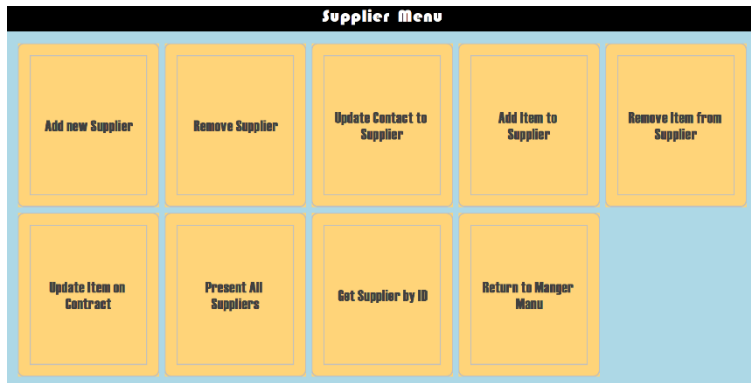 Supplier Menu
Add new Supplier
Remove Supplier
Update Contact to
Supplier
Add Item to
Supplier
Remove Item from
Supplier
Update Item on
Contract
Present All
Suppliers
Get Supplier by ID
Return to Manger
Manu